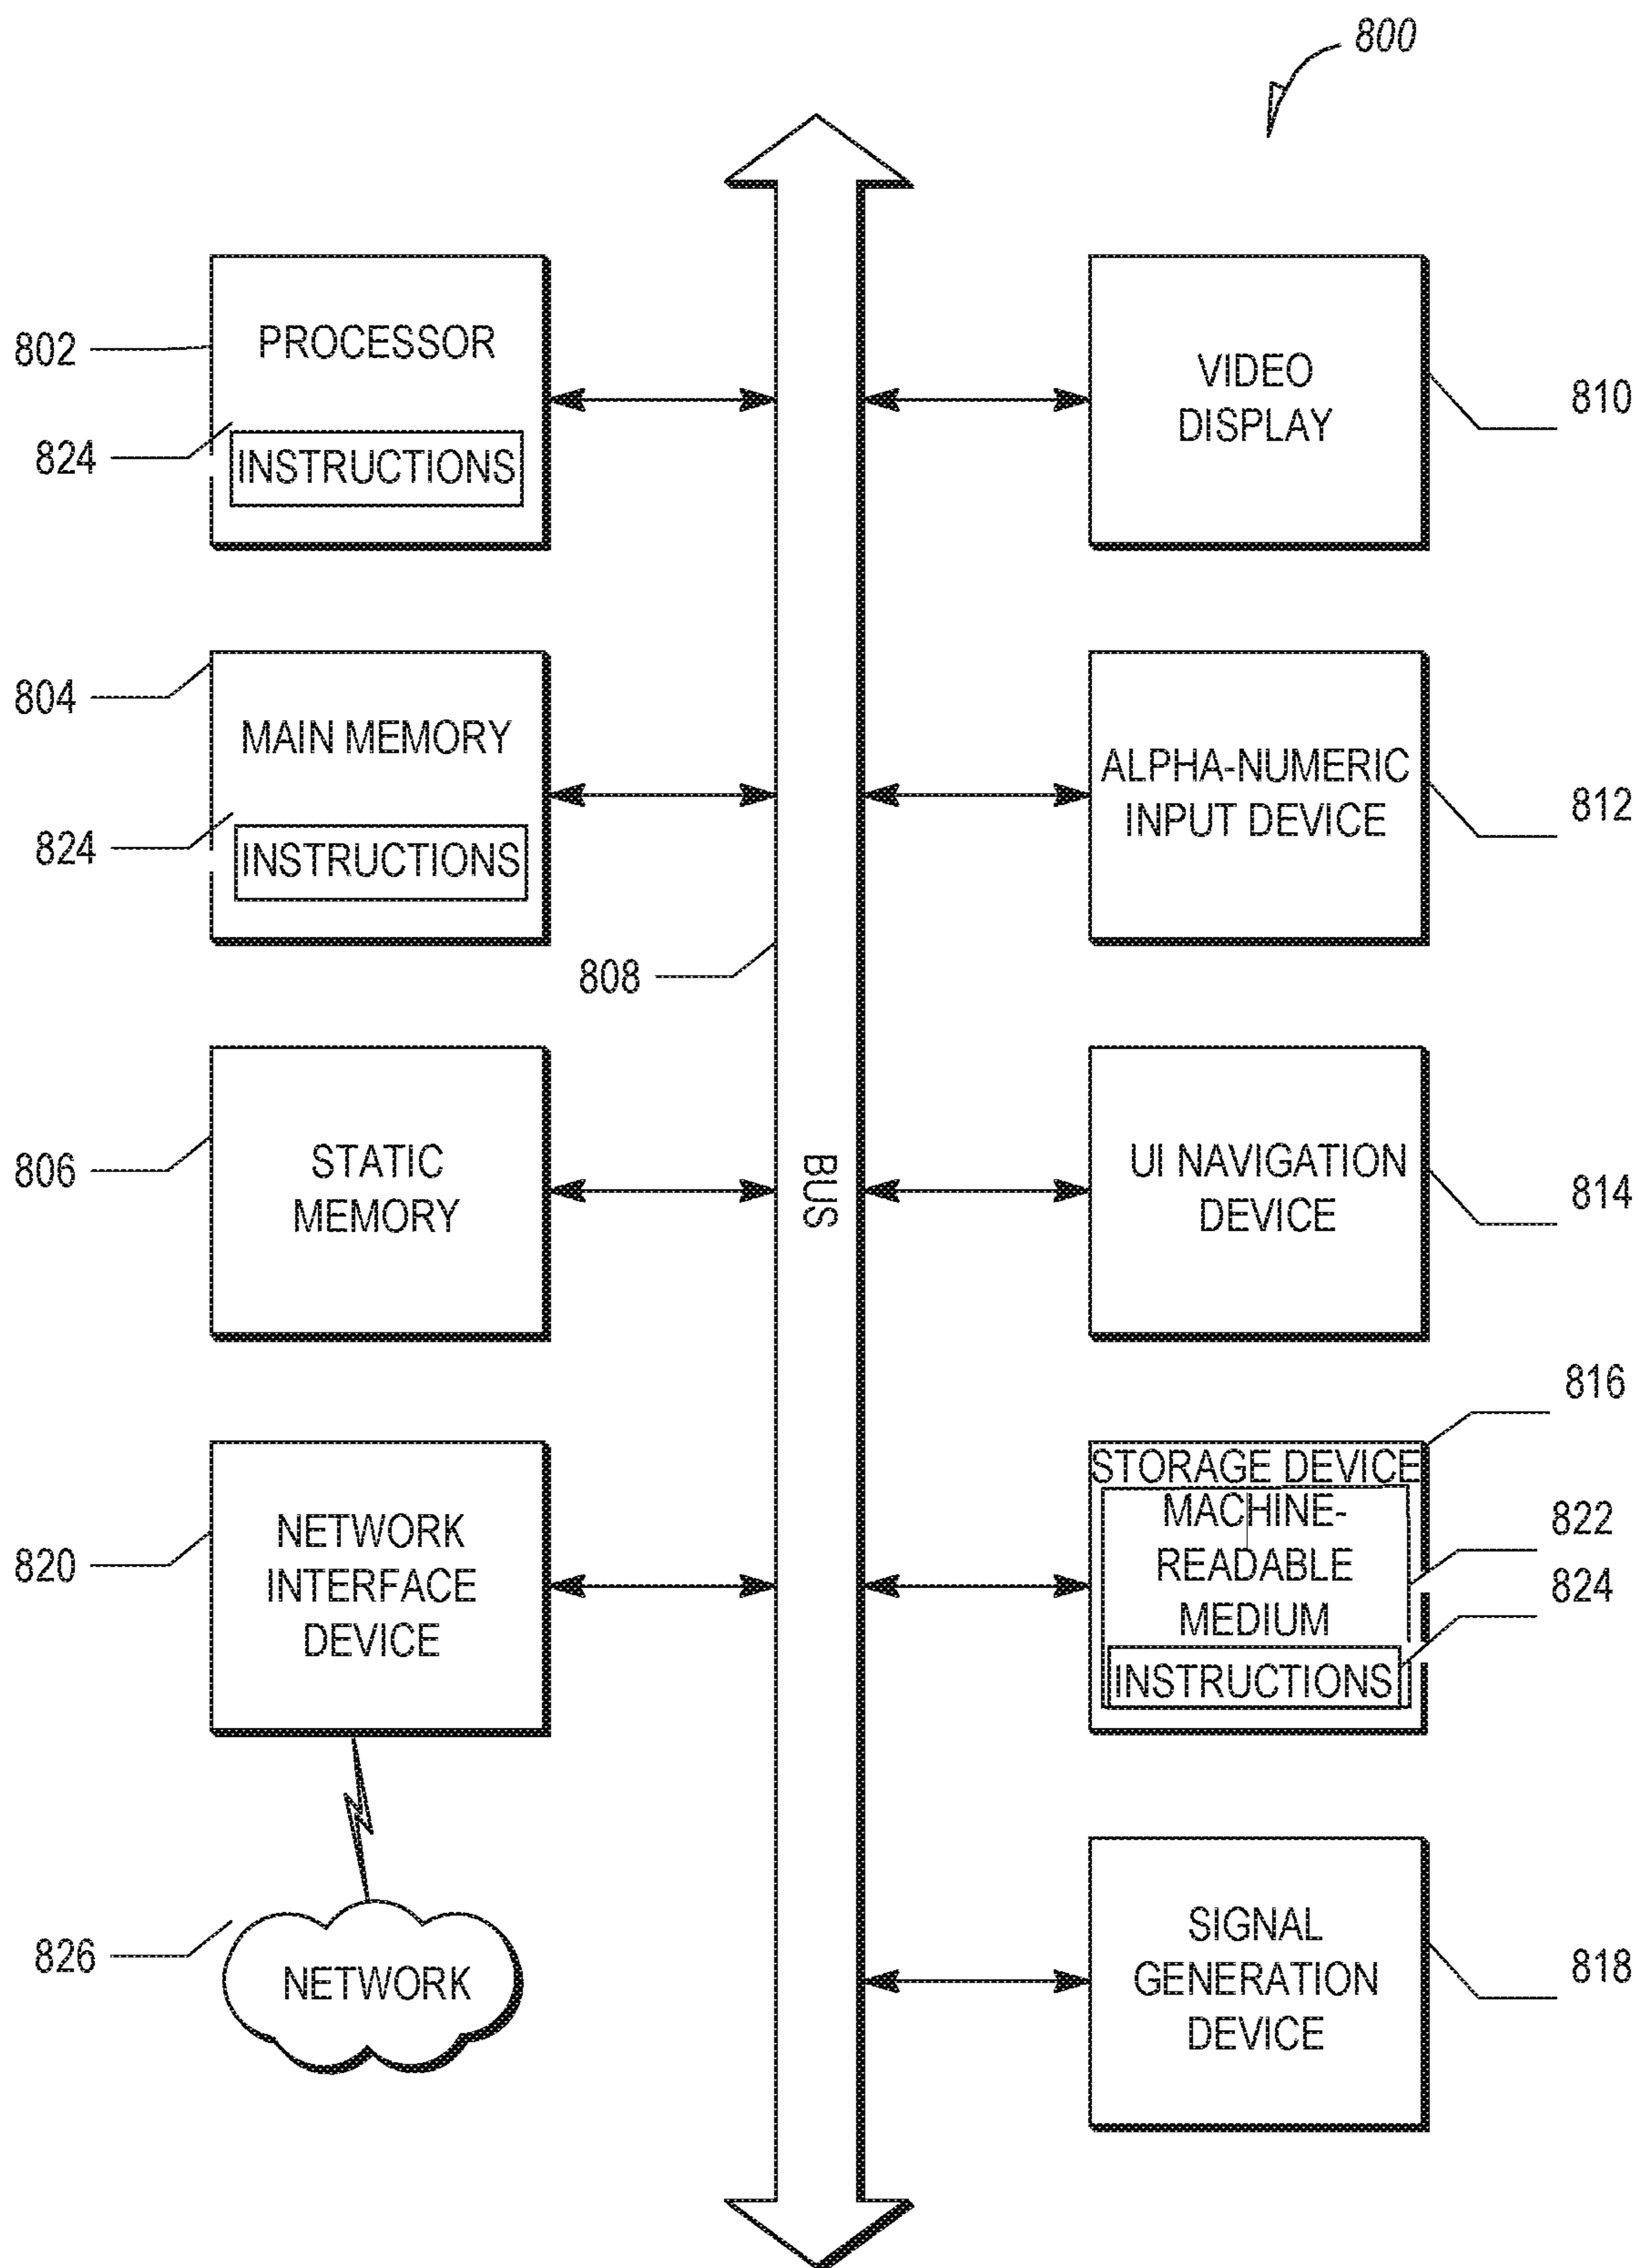 800
802
PROCESSOR
824
INSTRUCTIONS
VIDEO
DISPLAY
810
804
MAIN MEMORY
824
INSTRUCTIONS
ALPHA-NUMERIC
INPUT DEVICE
812
808
BUS
806
STATIC
MEMORY
UI NAVIGATION
DEVICE
814
820
NETWORK
INTERFACE
DEVICE
816
STORAGE DEVICE
MACHINE-
READABLE
MEDIUM
822
824
INSTRUCTIONS
826
NETWORK
SIGNAL
GENERATION
DEVICE
818